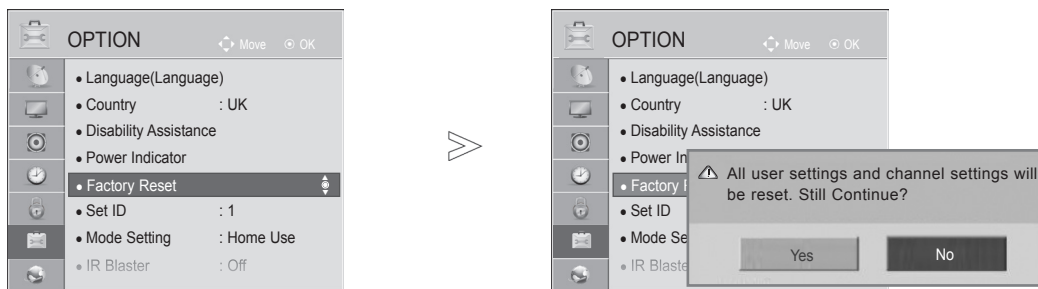 OPTION Move OK
● Language(Language)
● Country : UK
● Disability Assistance
● Power Indicator
● Factory Reset
● Set ID : 1
● Mode Setting : Home Use
● IR Blaster : Off
OPTION Move OK
● Language(Language)
● Country : UK
● Disability Assistance
● Power In
● Factory R
● Set ID
● Mode Se
● IR Blaste
All user settings and channel settings will
be reset. Still Continue?
Yes No